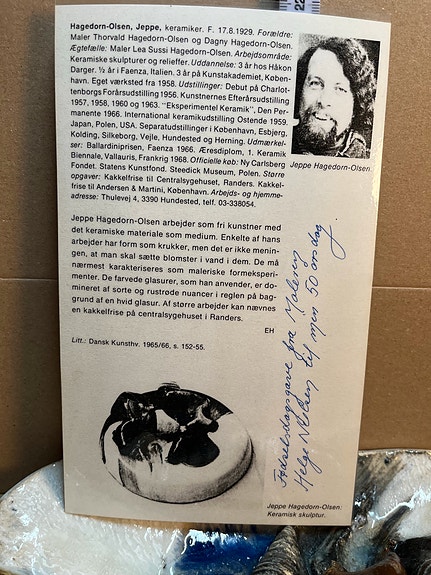 22
Hagedorn-Olsen, Jeppe, keramiker. F. 17.8.1929. Forældre:
Maler Thorvald Hagedorn-Olsen og Dagny Hagedorn-Olsen.
Ægtefælle: Maler Lea Sussi Hagedorn-Olsen. Arbejdsområde:
Keramiske skulpturer og relieffer. Uddannelse: 3 år hos Håkon
Darger. ½ år i Faenza, Italien. 3 år på Kunstakademiet, Køben-
havn. Eget værksted fra 1958. Udstillinger: Debut på Charlot-
tenborgs Forårsudstilling 1956. Kunstnernes Efterårsudstilling
1957, 1958, 1960 og 1963. "Eksperimentel Keramik", Den Per-
manente 1966. International keramikudstilling Ostende 1959.
Japan, Polen, USA. Separatudstillinger i København, Esbjerg,
Kolding, Silkeborg, Vejle, Hundested og Herning. Udmær-
kelser: Ballardiniprisen, Faenza 1966. Æresdiplom, 1. Keramik
Biennale, Vallauris, Frankrig 1968. Officielle køb: Ny Carlsberg
Fondet. Statens Kunstfond. Steedick Museum, Polen. Større
opgaver: Kakkelfrise til Centralsygehuset, Randers. Kakkel-
frise til Andersen & Martini, København. Arbejds- og hjemme-
adresse: Thulevej 4, 3390 Hundested, telf. 03-338054.
Jeppe Hagedorn-Olsen.
Jeppe Hagedorn-Olsen arbejder som fri kunstner med
det keramiske materiale som medium. Enkelte af hans
arbejder har form som krukker, men det er ikke menin-
gen, at man skal sætte blomster i vand i dem. De må
nærmest karakteriseres som maleriske formeksperi-
menter. De farvede glasurer, som han anvender, er do-
mineret af sorte og rustrøde nuancer i reglen på bag-
grund af en hvid glasur. Af større arbejder kan nævnes
en kakkelfrise på centralsygehuset i Randers.
EH
Litt.: Dansk Kunsthv. 1965/66, s. 152-55.
Fødselsdagsgave fra Maleren
Helge Nielsen til min 50 års dag.
Jeppe Hagedorn-Olsen:
Keramisk skulptur.